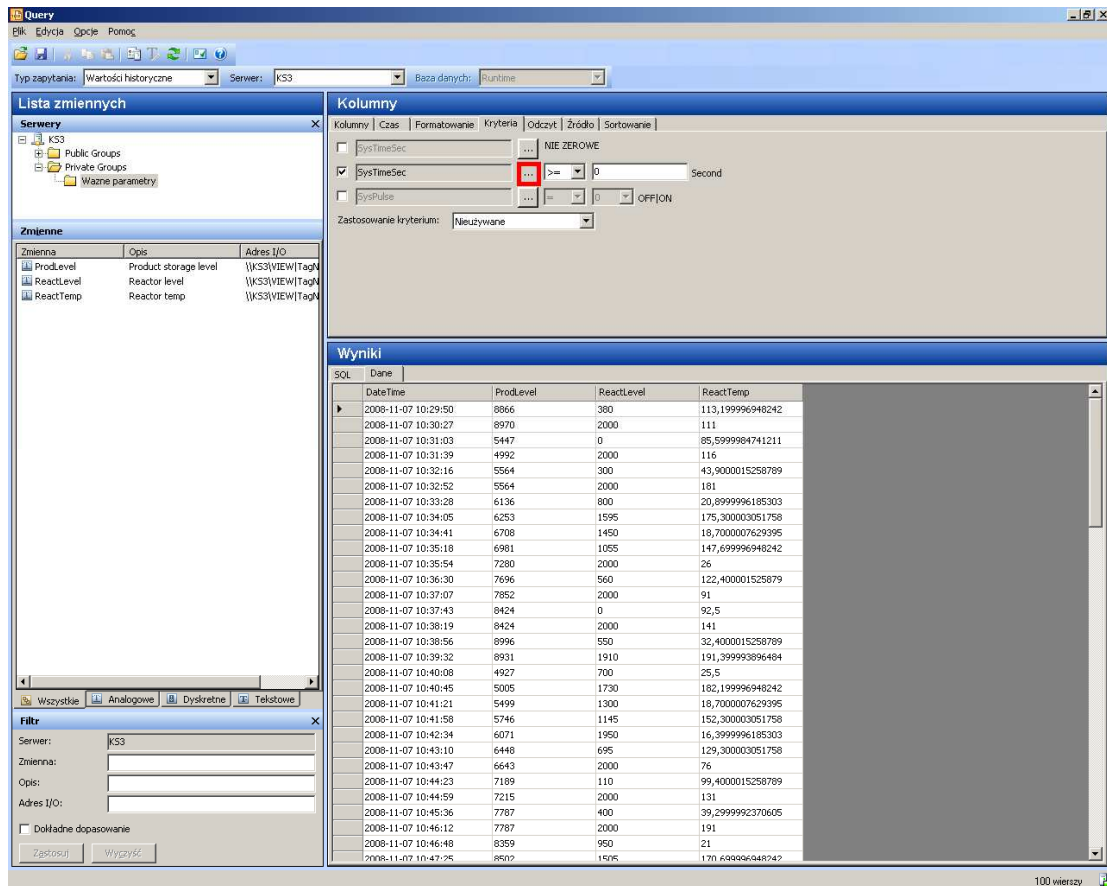 Query
Plik Edycja Opcje Pomoc
Typ zapytania: Wartości historyczne Serwer: KS3 Baza danych: Runtime
Lista zmiennych
Serwery
KS3
Public Groups
Private Groups
Wazne parametry
Zmienne
Zmienna Opis Adres I/O
ProdLevel Product storage level \\KS3\VIEW|TagN
ReactLevel Reactor level \\KS3\VIEW|TagN
ReactTemp Reactor temp \\KS3\VIEW|TagN
Wszystkie Analogowe Dyskretne Tekstowe
Filtr
Serwer: KS3
Zmienna:
Opis:
Adres I/O:
Dokładne dopasowanie
Zastosuj Wyczyść
Kolumny
Kolumny Czas Formatowanie Kryteria Odczyt Źródło Sortowanie
SysTimeSec ... NIE ZEROWE
SysTimeSec ... >= 0 Second
SysPulse ... = 0 OFF|ON
Zastosowanie kryterium: Nieużywane
Wyniki
SQL Dane
DateTime ProdLevel ReactLevel ReactTemp
2008-11-07 10:29:50 8866 380 113,199996948242
2008-11-07 10:30:27 8970 2000 111
2008-11-07 10:31:03 5447 0 85,5999984741211
2008-11-07 10:31:39 4992 2000 116
2008-11-07 10:32:16 5564 300 43,9000015258789
2008-11-07 10:32:52 5564 2000 181
2008-11-07 10:33:28 6136 800 20,8999996185303
2008-11-07 10:34:05 6253 1595 175,300003051758
2008-11-07 10:34:41 6708 1450 18,7000007629395
2008-11-07 10:35:18 6981 1055 147,699996948242
2008-11-07 10:35:54 7280 2000 26
2008-11-07 10:36:30 7696 560 122,400001525879
2008-11-07 10:37:07 7852 2000 91
2008-11-07 10:37:43 8424 0 92,5
2008-11-07 10:38:19 8424 2000 141
2008-11-07 10:38:56 8996 550 32,4000015258789
2008-11-07 10:39:32 8931 1910 191,399993896484
2008-11-07 10:40:08 4927 700 25,5
2008-11-07 10:40:45 5005 1730 182,199996948242
2008-11-07 10:41:21 5499 1300 18,7000007629395
2008-11-07 10:41:58 5746 1145 152,300003051758
2008-11-07 10:42:34 6071 1950 16,3999996185303
2008-11-07 10:43:10 6448 695 129,300003051758
2008-11-07 10:43:47 6643 2000 76
2008-11-07 10:44:23 7189 110 99,4000015258789
2008-11-07 10:44:59 7215 2000 131
2008-11-07 10:45:36 7787 400 39,2999992370605
2008-11-07 10:46:12 7787 2000 191
2008-11-07 10:46:48 8359 950 21
2008-11-07 10:47:25 8502 1505 170,699996948242
100 wierszy